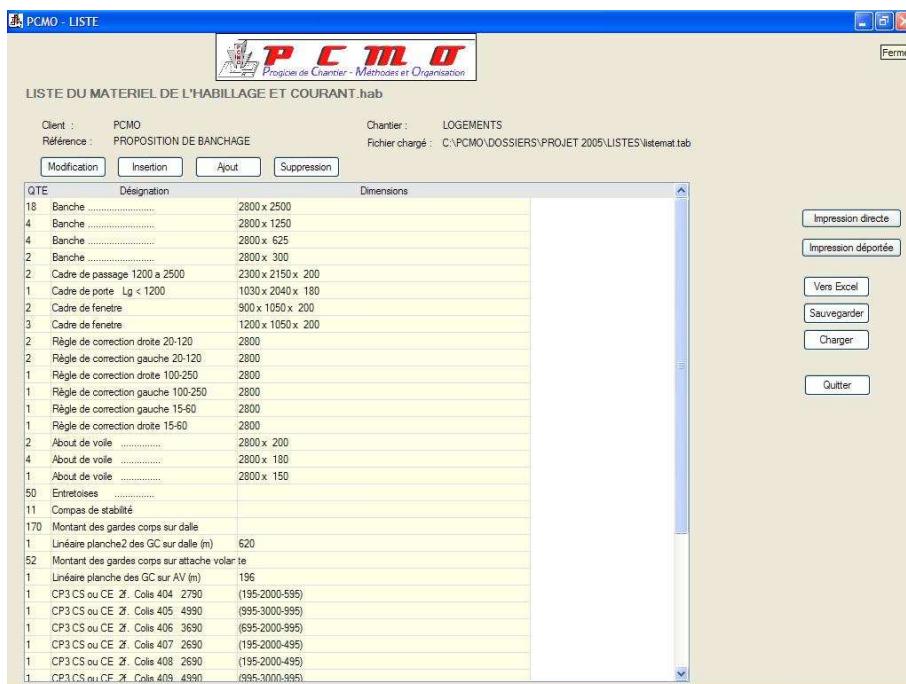 PCMO - LISTE
Ferme
PCMO
Progiciel de Chantier - Méthodes et Organisation
LISTE DU MATERIEL DE L'HABILLAGE ET COURANT.hab
Client : PCMO Chantier : LOGEMENTS
Référence : PROPOSITION DE BANCHAGE Fichier chargé : C:\PCMO\DOSSIERS\PROJET 2005\LISTES\listemat.tab
Modification Insertion Ajout Suppression
QTE Désignation Dimensions
18 Banche ......................... 2800 x 2500
4 Banche ......................... 2800 x 1250
4 Banche ......................... 2800 x 625
2 Banche ......................... 2800 x 300
2 Cadre de passage 1200 a 2500 2300 x 2150 x 200
1 Cadre de porte Lg < 1200 1030 x 2040 x 180
2 Cadre de fenetre 900 x 1050 x 200
3 Cadre de fenetre 1200 x 1050 x 200
2 Règle de correction droite 20-120 2800
2 Règle de correction gauche 20-120 2800
1 Règle de correction droite 100-250 2800
1 Règle de correction gauche 100-250 2800
1 Règle de correction gauche 15-60 2800
1 Règle de correction droite 15-60 2800
2 About de voile ............... 2800 x 200
4 About de voile ............... 2800 x 180
1 About de voile ............... 2800 x 150
50 Entretoises ...............
11 Compas de stabilité
170 Montant des gardes corps sur dalle
1 Linéaire planche2 des GC sur dalle (m) 620
52 Montant des gardes corps sur attache volante
1 Linéaire planche des GC sur AV (m) 196
1 CP3 CS ou CE 2f. Colis 404 2790 (195-2000-595)
1 CP3 CS ou CE 2f. Colis 405 4990 (995-3000-995)
1 CP3 CS ou CE 2f. Colis 406 3690 (695-2000-995)
1 CP3 CS ou CE 2f. Colis 407 2690 (195-2000-495)
1 CP3 CS ou CE 2f. Colis 408 2690 (195-2000-495)
1 CP3 CS ou CE 2f. Colis 409 4990 (995-3000-995)
Impression directe
Impression déportée
Vers Excel
Sauvegarder
Charger
Quitter